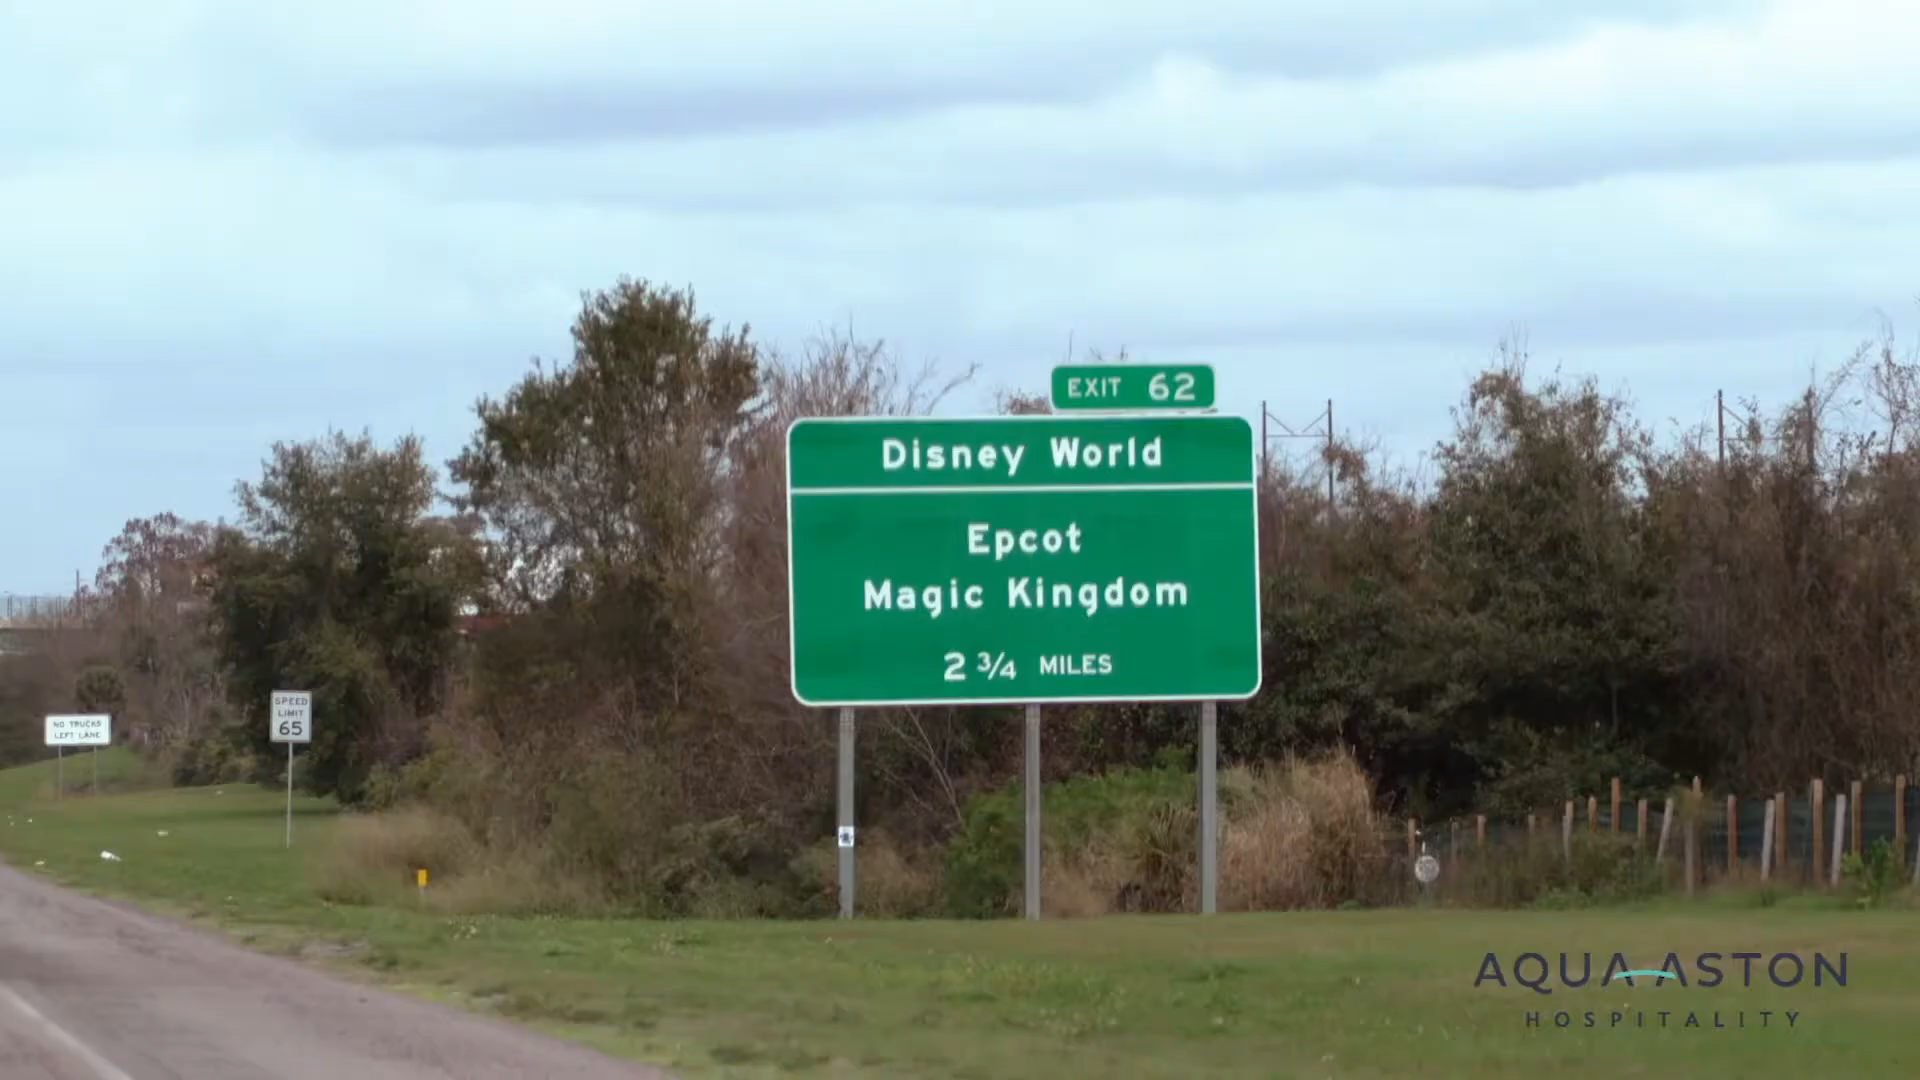 EXIT 62
Disney World
Epcot
Magic Kingdom
2 3/4 MILES
SPEED
LIMIT
65
NO TRUCKS
LEFT LANE
AQUA ASTON
HOSPITALITY